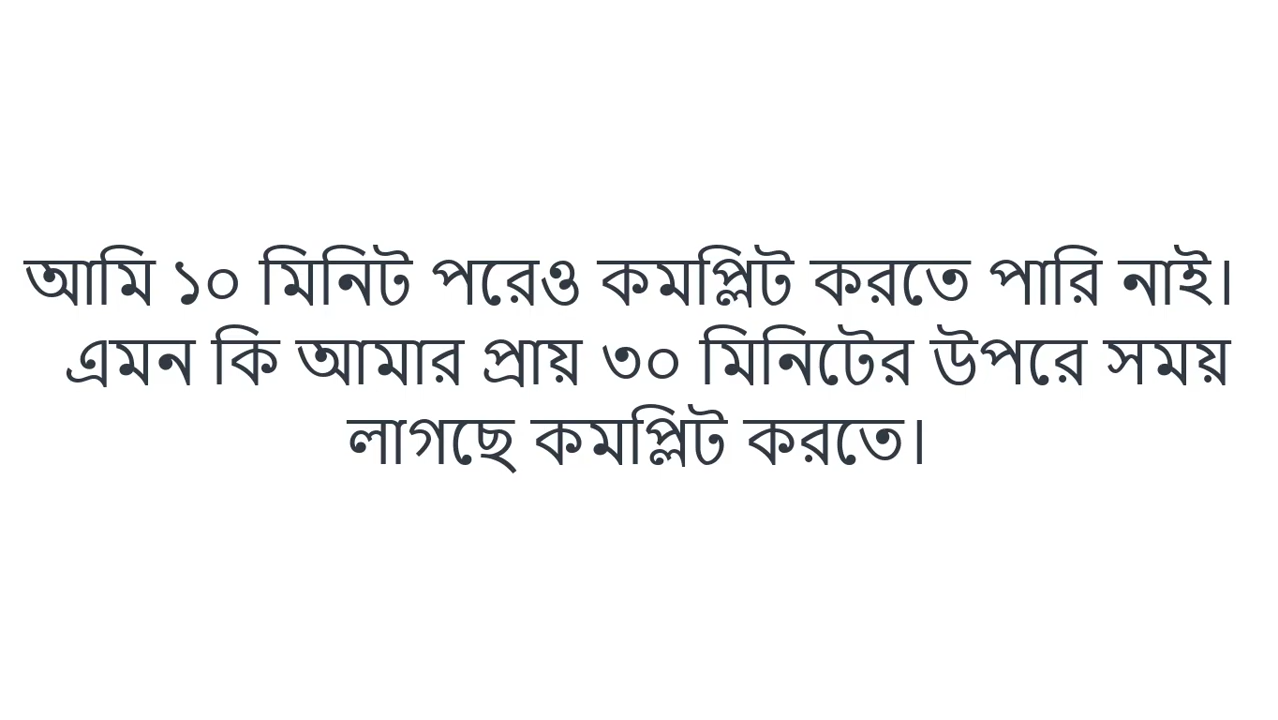 আমি ১০ মিনিট পরেও কমপ্লিট করতে পারি নাই।
এমন কি আমার প্রায় ৩০ মিনিটের উপরে সময়
লাগছে কমপ্লিট করতে।